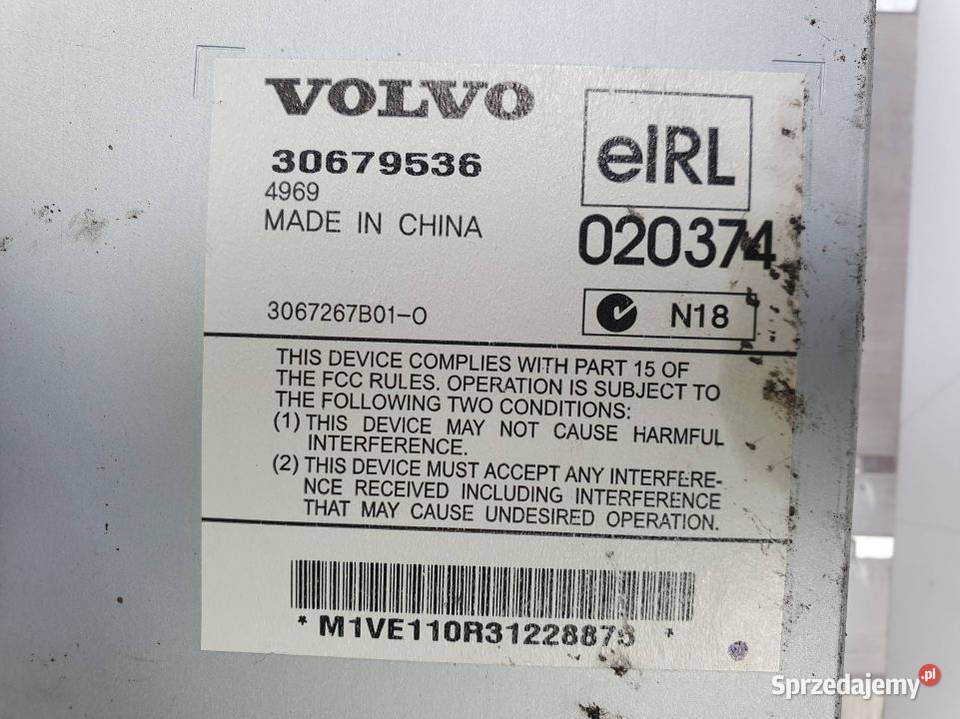 VOLVO
30679536
4969
MADE IN CHINA
3067267B01-0
eIRL
020374
N18
THIS DEVICE COMPLIES WITH PART 15 OF
THE FCC RULES. OPERATION IS SUBJECT TO
THE FOLLOWING TWO CONDITIONS:
(1) THIS DEVICE MAY NOT CAUSE HARMFUL
INTERFERENCE.
(2) THIS DEVICE MUST ACCEPT ANY INTERFERE-
NCE RECEIVED INCLUDING INTERFERENCE
THAT MAY CAUSE UNDESIRED OPERATION.
* M1VE110R31228873 *
Sprzedajemy.pl